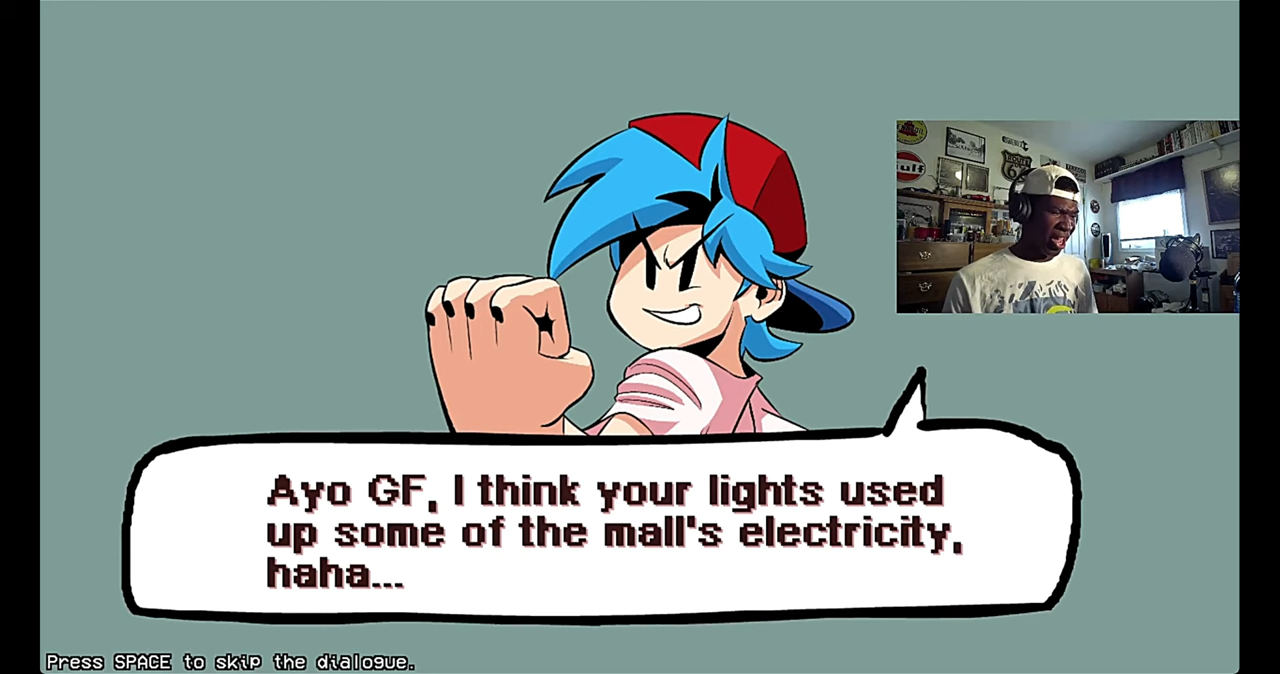 Ayo GF, I think your lights used
up some of the mall's electricity,
haha...
Press SPACE to skip the dialogue.